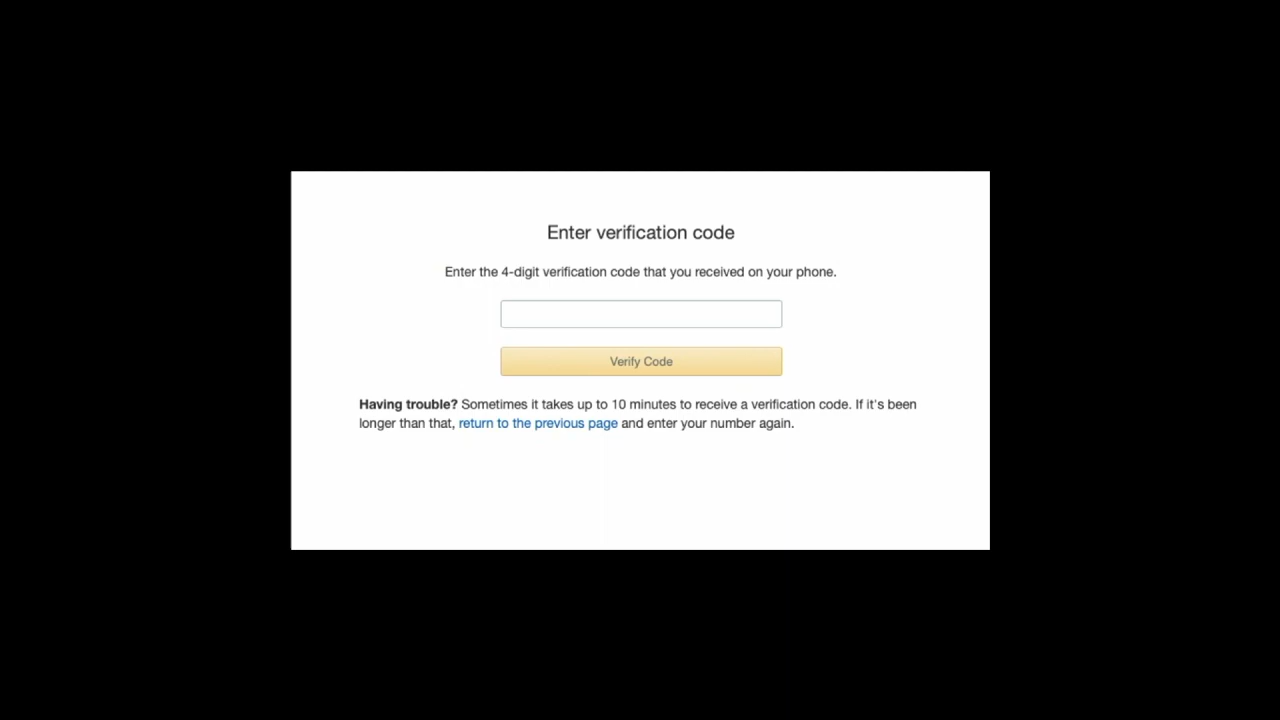 Enter verification code
Enter the 4-digit verification code that you received on your phone.
Verify Code
Having trouble? Sometimes it takes up to 10 minutes to receive a verification code. If it's been
longer than that, return to the previous page and enter your number again.